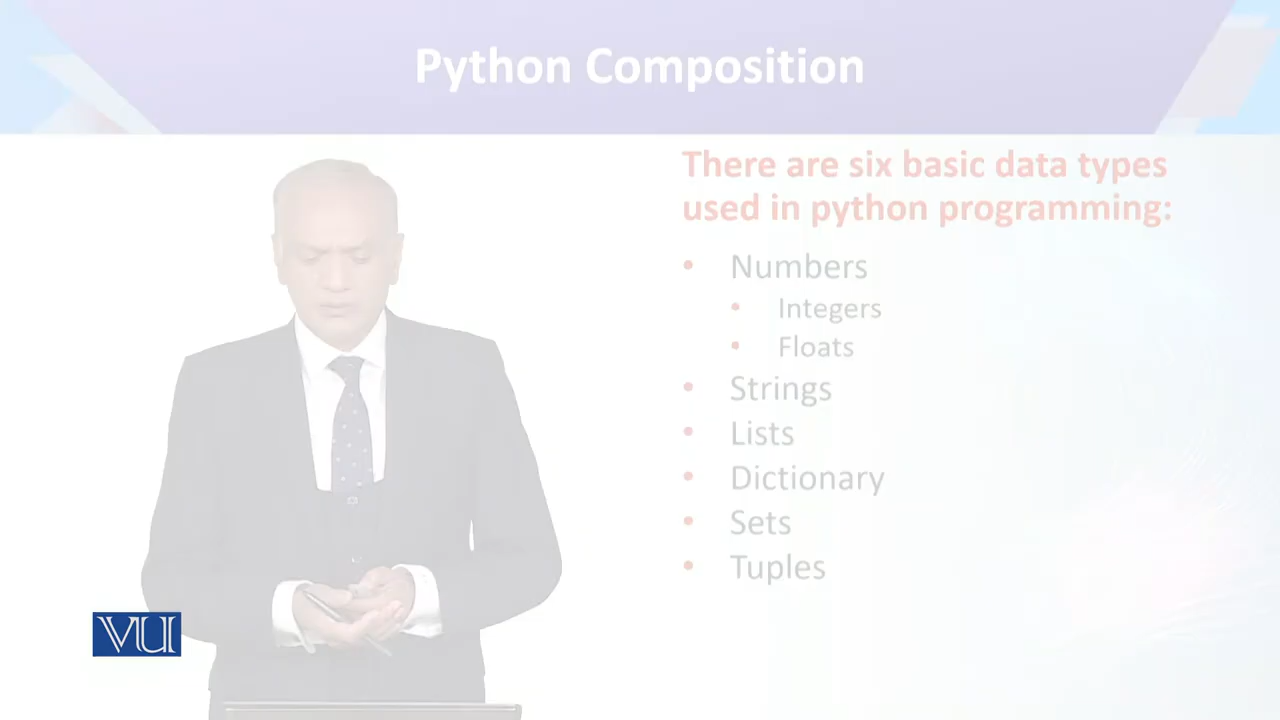 Python Composition
There are six basic data types
used in python programming:
• Numbers
• Integers
• Floats
• Strings
• Lists
• Dictionary
• Sets
• Tuples
VU